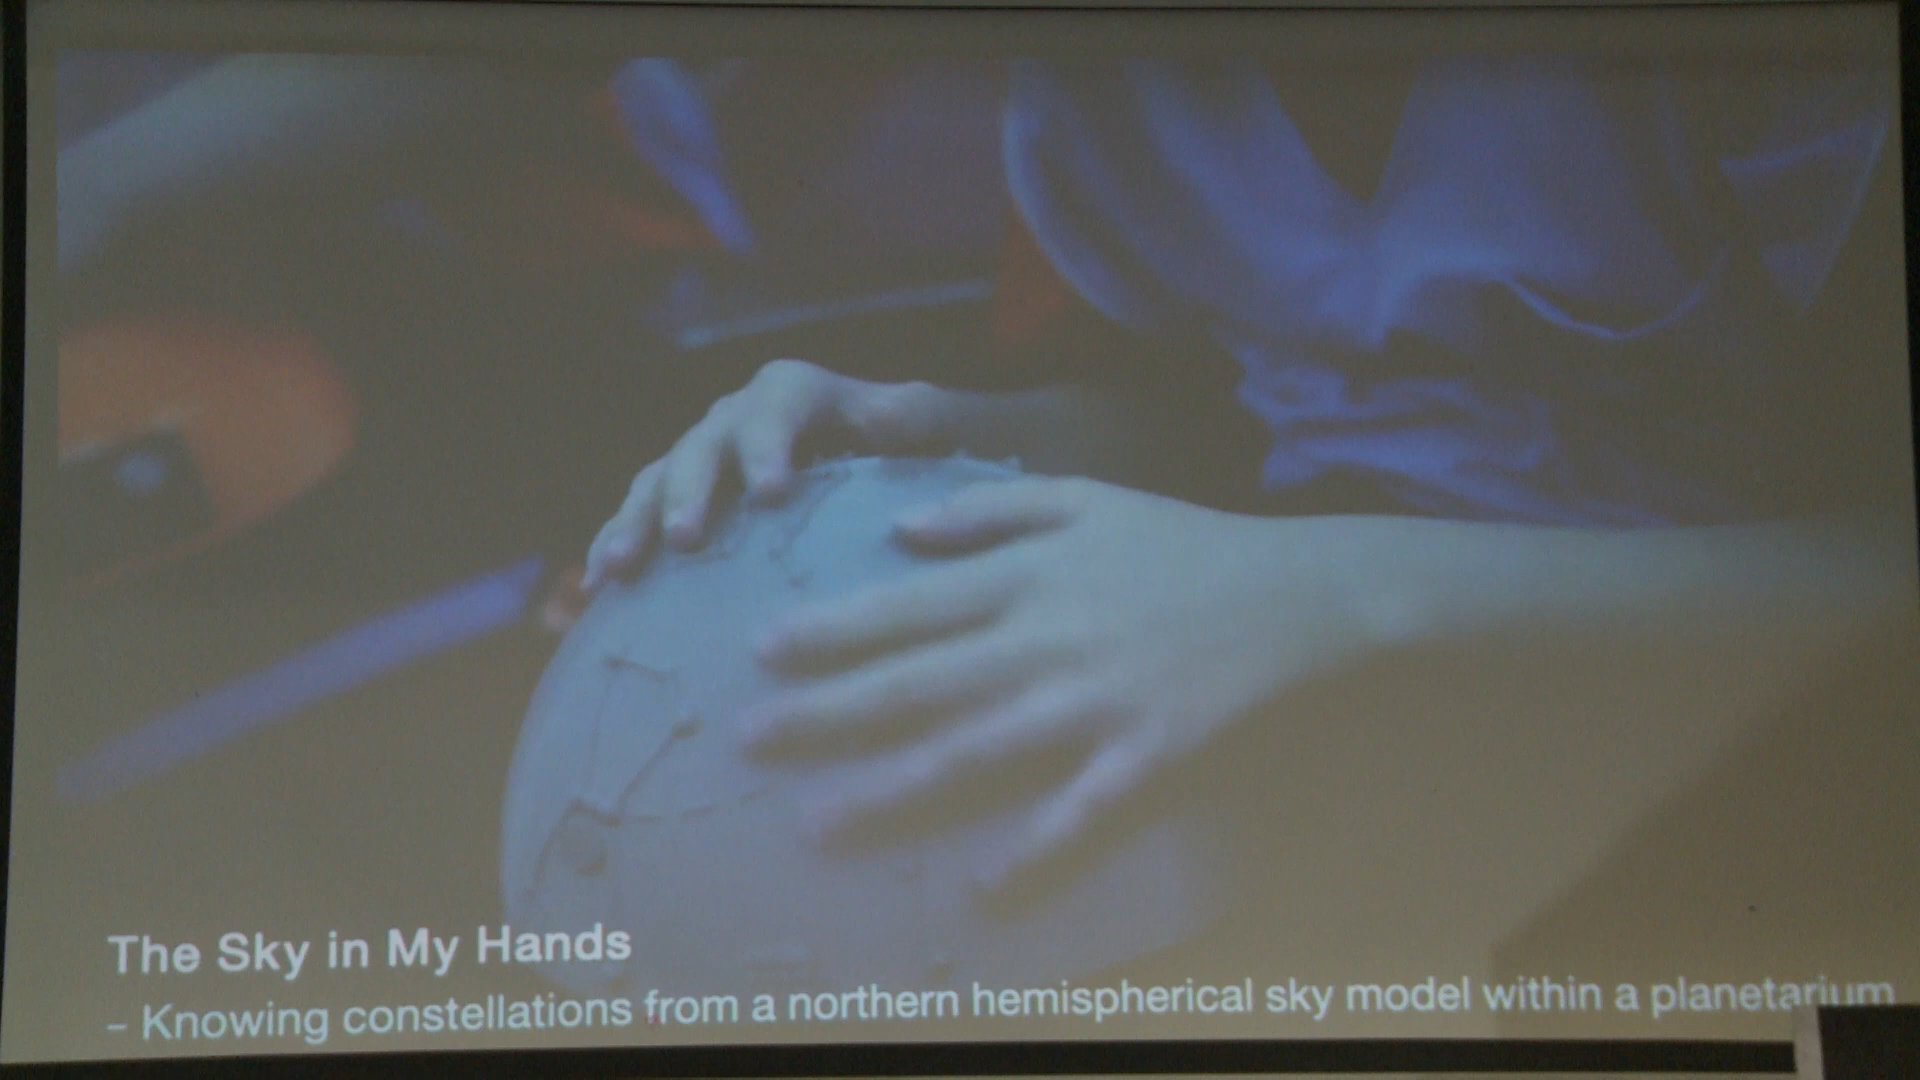 The Sky in My Hands
– Knowing constellations from a northern hemispherical sky model within a planetarium